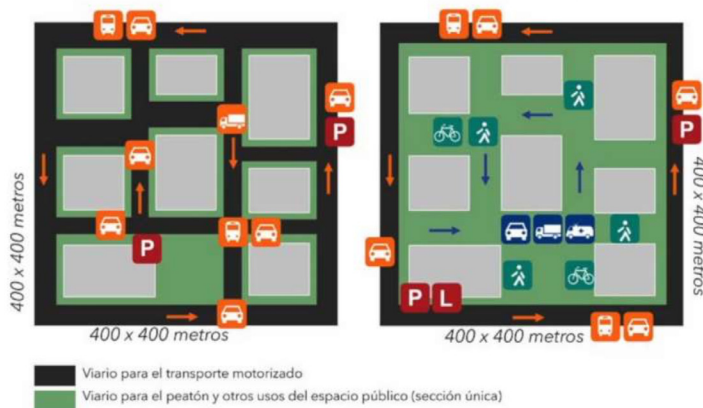 P
P
400 x 400 metros
400 x 400 metros
P
400 x 400 metros
P L
400 x 400 metros
Viario para el transporte motorizado
Viario para el peatón y otros usos del espacio público (sección única)